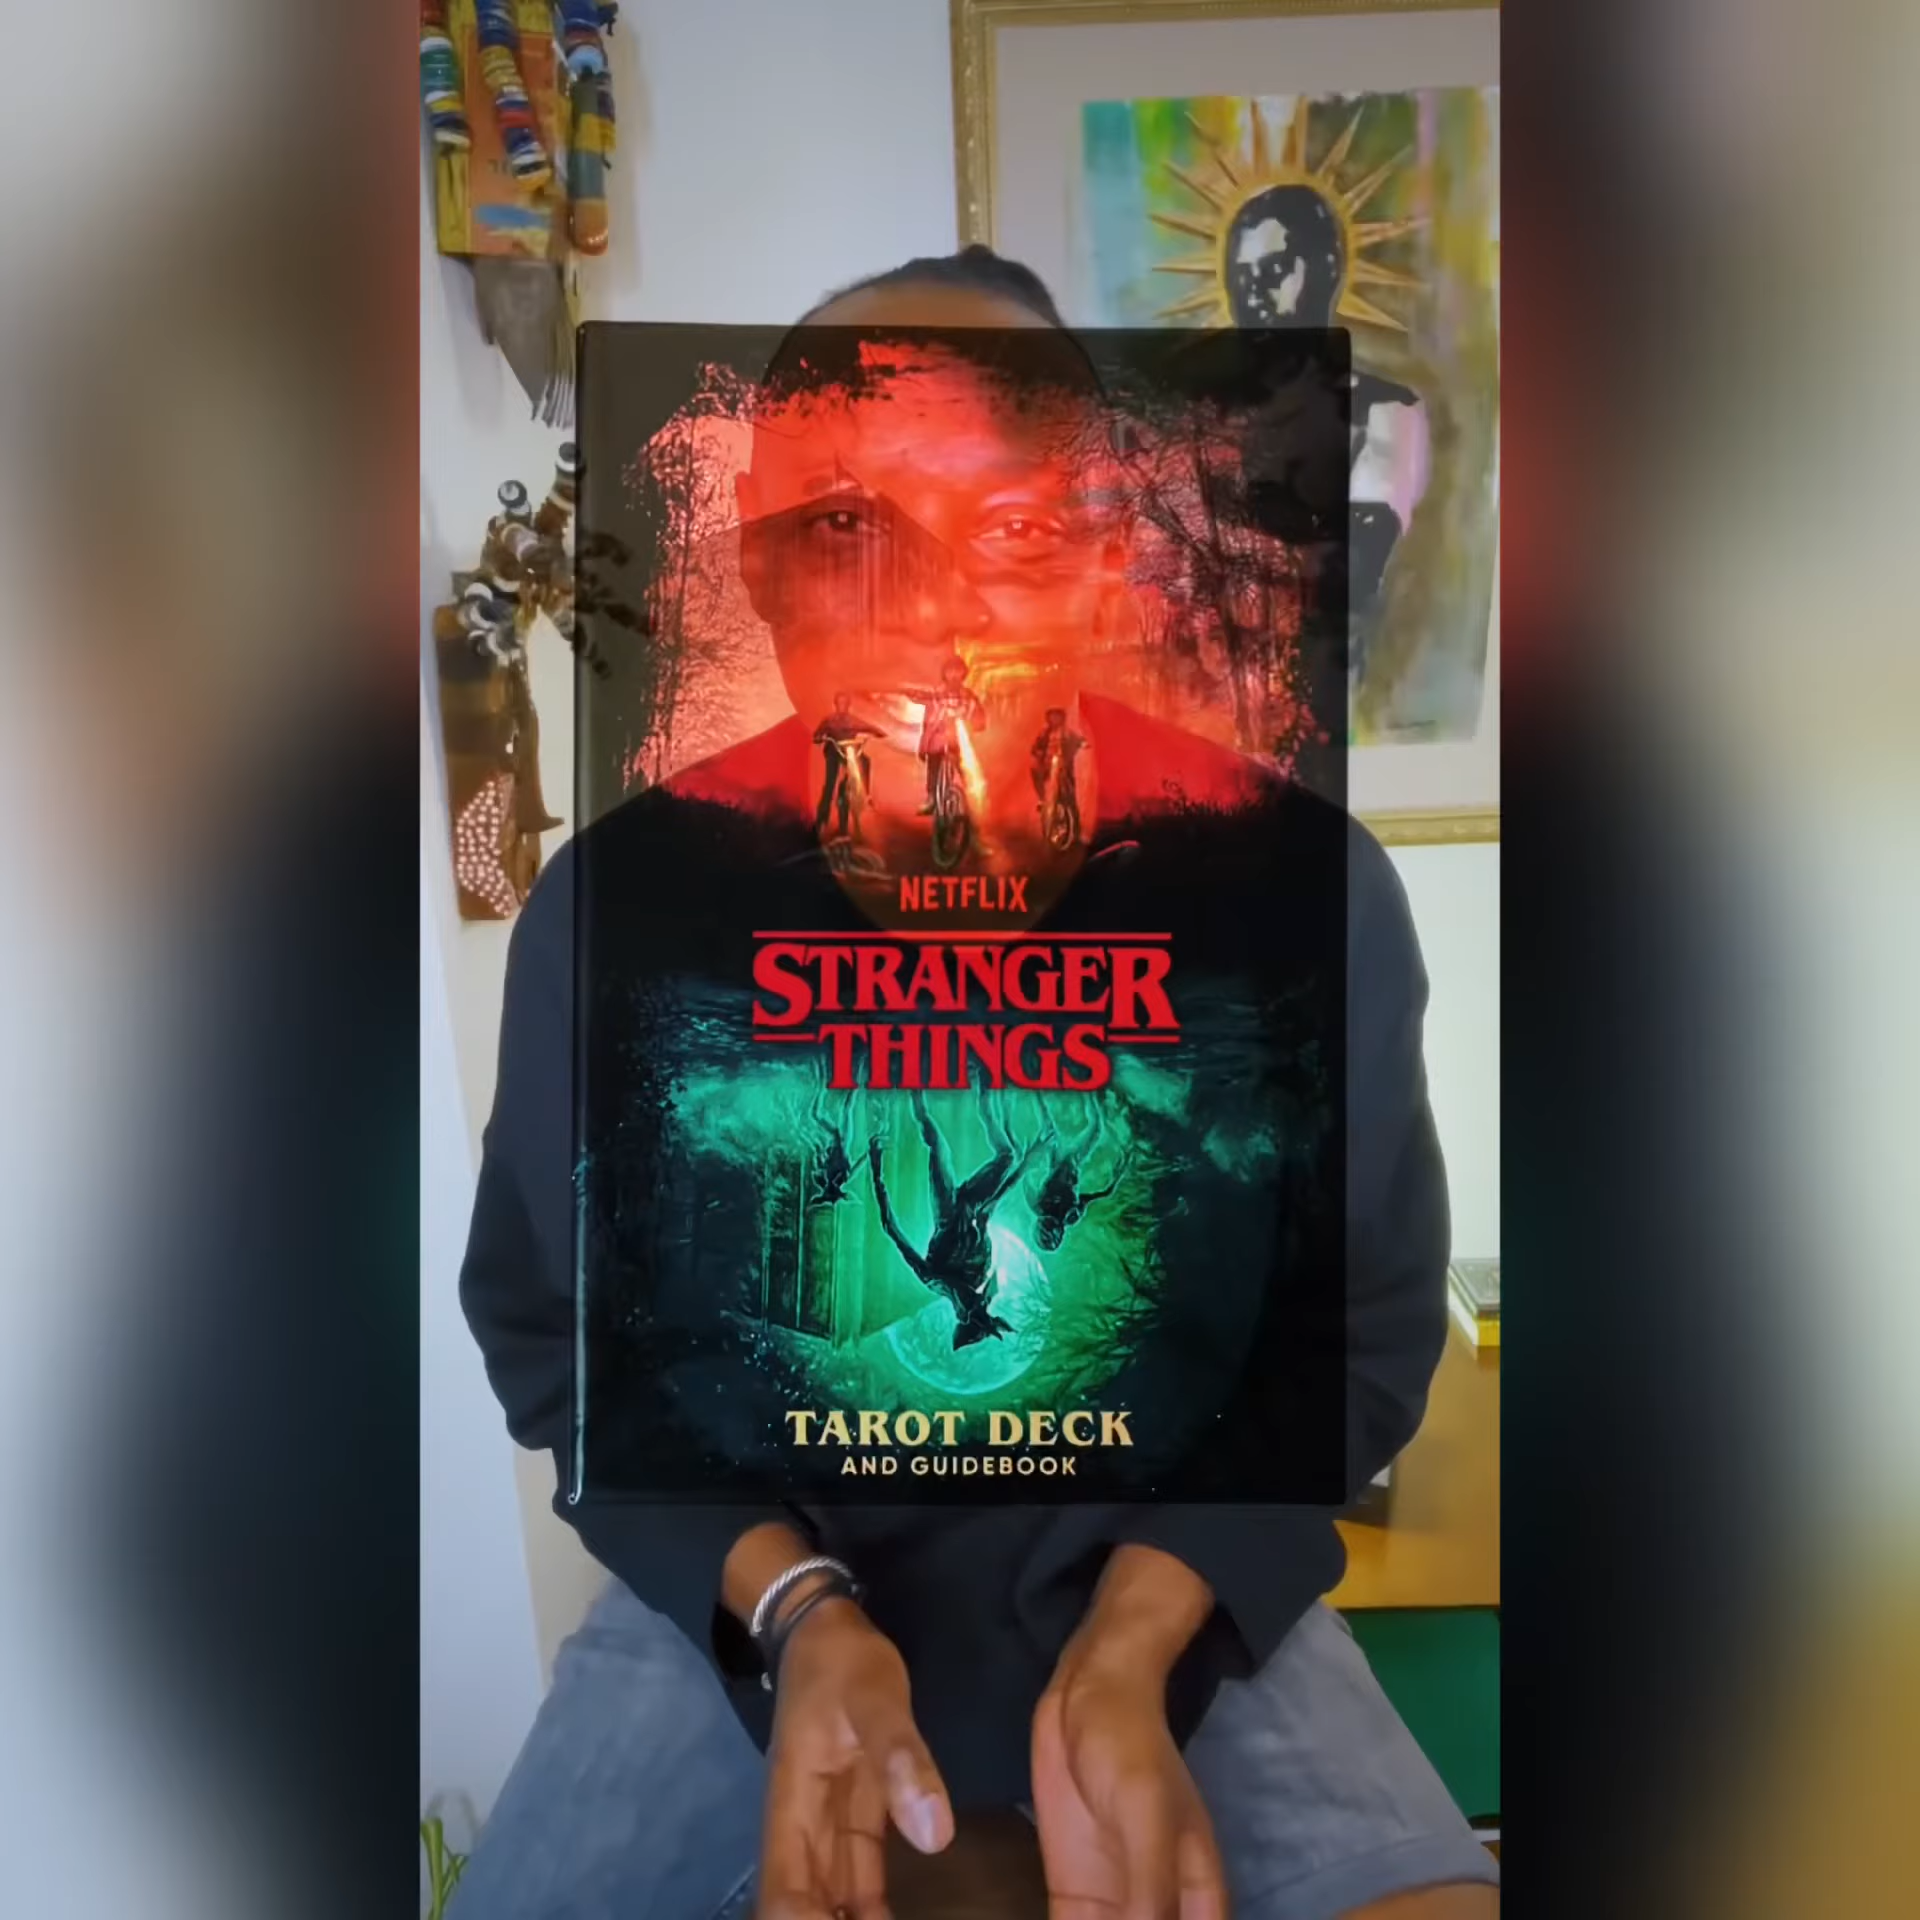 NETFLIX
STRANGER
THINGS
TAROT DECK
AND GUIDEBOOK